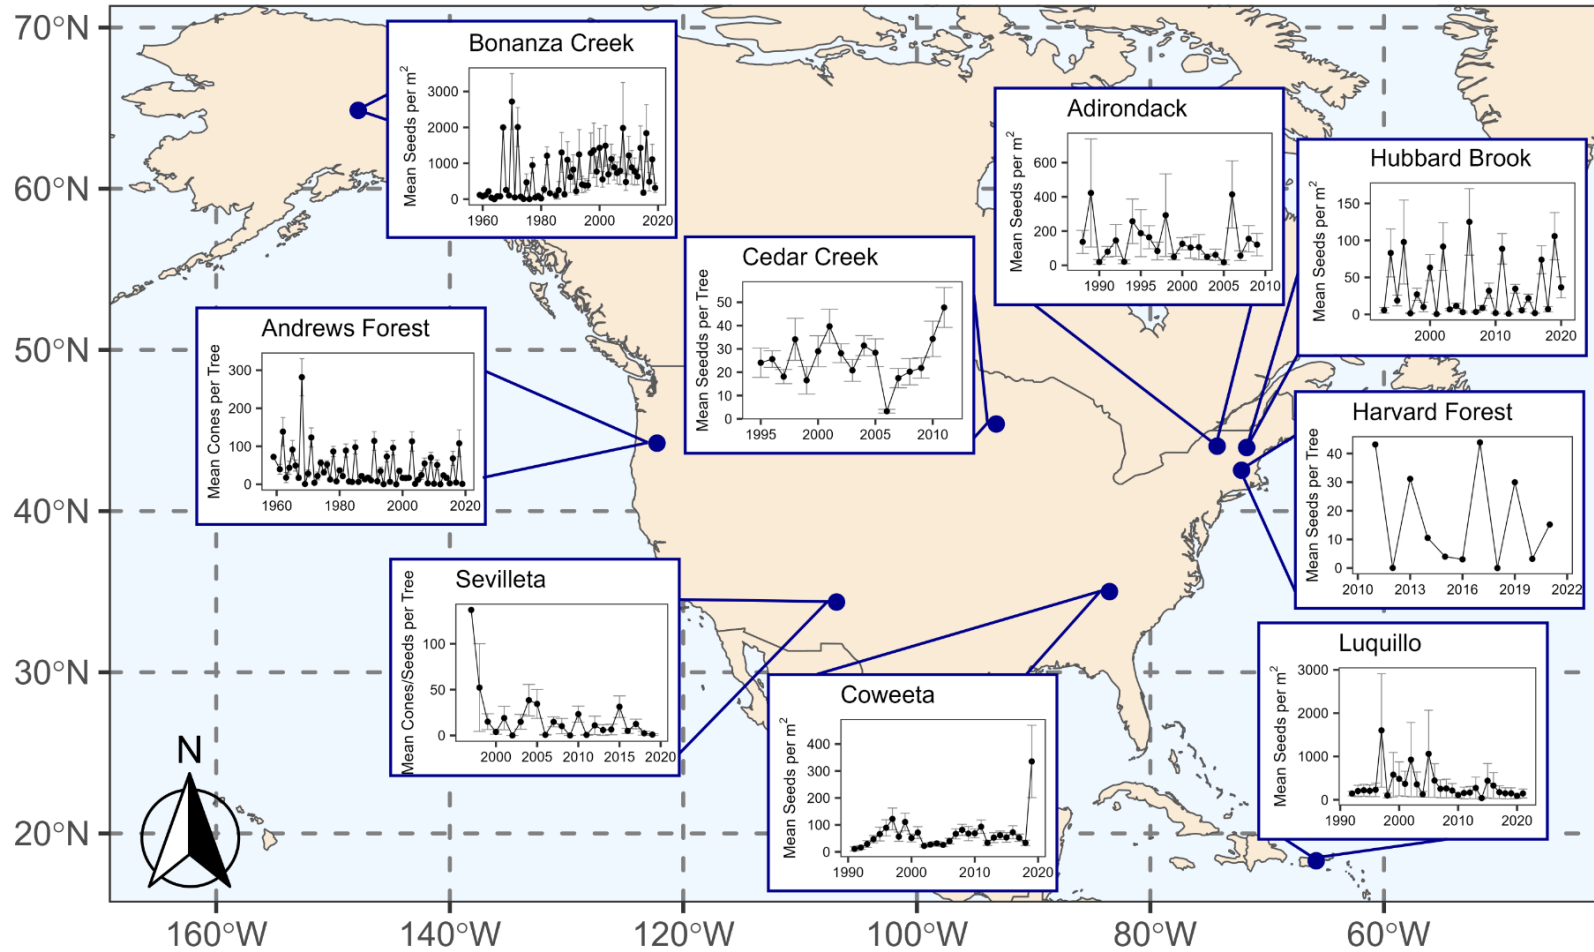 70°N
60°N
50°N
40°N
30°N
20°N
160°W
140°W
120°W
100°W
80°W
60°W
N
Bonanza Creek
Mean Seeds per m²
3000
2000
1000
0
1960 1980 2000 2020
Adirondack
Mean Seeds per m²
600
400
200
0
1990 1995 2000 2005 2010
Hubbard Brook
Mean Seeds per m²
150
100
50
0
2000 2010 2020
Cedar Creek
Mean Seedds per Tree
50
40
30
20
10
0
1995 2000 2005 2010
Andrews Forest
Mean Cones per Tree
300
200
100
0
1960 1980 2000 2020
Harvard Forest
Mean Seeds per Tree
40
30
20
10
0
2010 2013 2016 2019 2022
Sevilleta
Mean Cones/Seeds per Tree
100
50
0
2000 2005 2010 2015 2020
Coweeta
Mean Seeds per m²
400
300
200
100
0
1990 2000 2010 2020
Luquillo
Mean Seeds per m²
3000
2000
1000
0
1990 2000 2010 2020